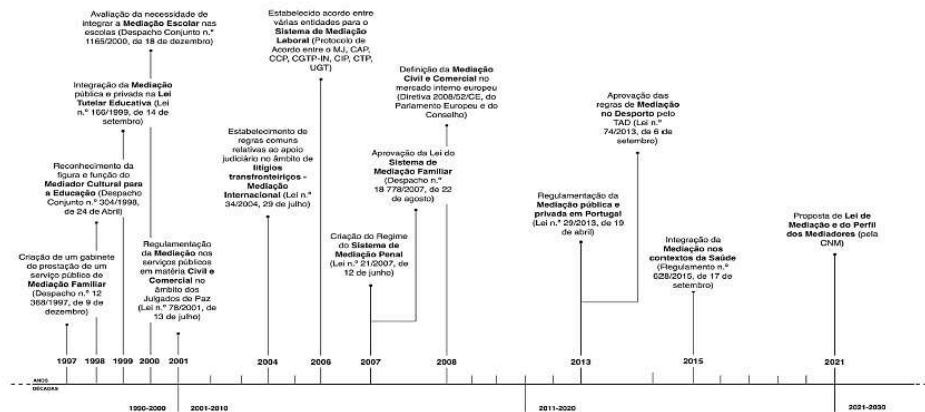 Avaliação da necessidade de
integrar a Mediação Escolar nas
escolas (Despacho Conjunto n.º
1165/2000, de 18 de dezembro)
Integração da Mediação
pública e privada na Lei
Tutelar Educativa (Lei
n.º 166/1999, de 14 de
setembro)
Reconhecimento da
figura e função do
Mediador Cultural para
a Educação (Despacho
Conjunto n.º 304/1998,
de 24 de Abril)
Criação de um gabinete
de prestação de um
serviço público de
Mediação Familiar
(Despacho n.º 12
368/1997, de 9 de
dezembro)
Regulamentação
da Mediação nos
serviços públicos
em matéria Civil e
Comercial no
âmbito dos
Julgados de Paz
(Lei n.º 78/2001, de
13 de julho)
Estabelecimento de
regras comuns
relativas ao apoio
judiciário no âmbito de
litígios
transfronteiriços -
Mediação
Internacional (Lei n.º
34/2004, 29 de julho)
Estabelecido acordo entre
várias entidades para o
Sistema de Mediação
Laboral (Protocolo de
Acordo entre o MJ, CAP,
CCP, CGTP-IN, CIP, CTP,
UGT)
Criação do Regime
do Sistema de
Mediação Penal
(Lei n.º 21/2007, de
12 de junho)
Aprovação da Lei do
Sistema de
Mediação Familiar
(Despacho n.º
18 778/2007, de 22
de agosto)
Definição da Mediação
Civil e Comercial no
mercado interno europeu
(Diretiva 2008/52/CE, do
Parlamento Europeu e do
Conselho)
Regulamentação da
Mediação pública e
privada em Portugal
(Lei n.º 29/2013, de 19
de abril)
Aprovação das
regras de Mediação
no Desporto pelo
TAD (Lei n.º
74/2013, de 6 de
setembro)
Integração da
Mediação nos
contextos da Saúde
(Regulamento n.º
628/2015, de 17 de
setembro)
Proposta de Lei de
Mediação e do Perfil
dos Mediadores (pela
CNM)
1997 1998 1999 2000 2001 2004 2006 2007 2008 2013 2015 2021
ANOS
DÉCADAS
1990-2000 2001-2010 2011-2020 2021-2030